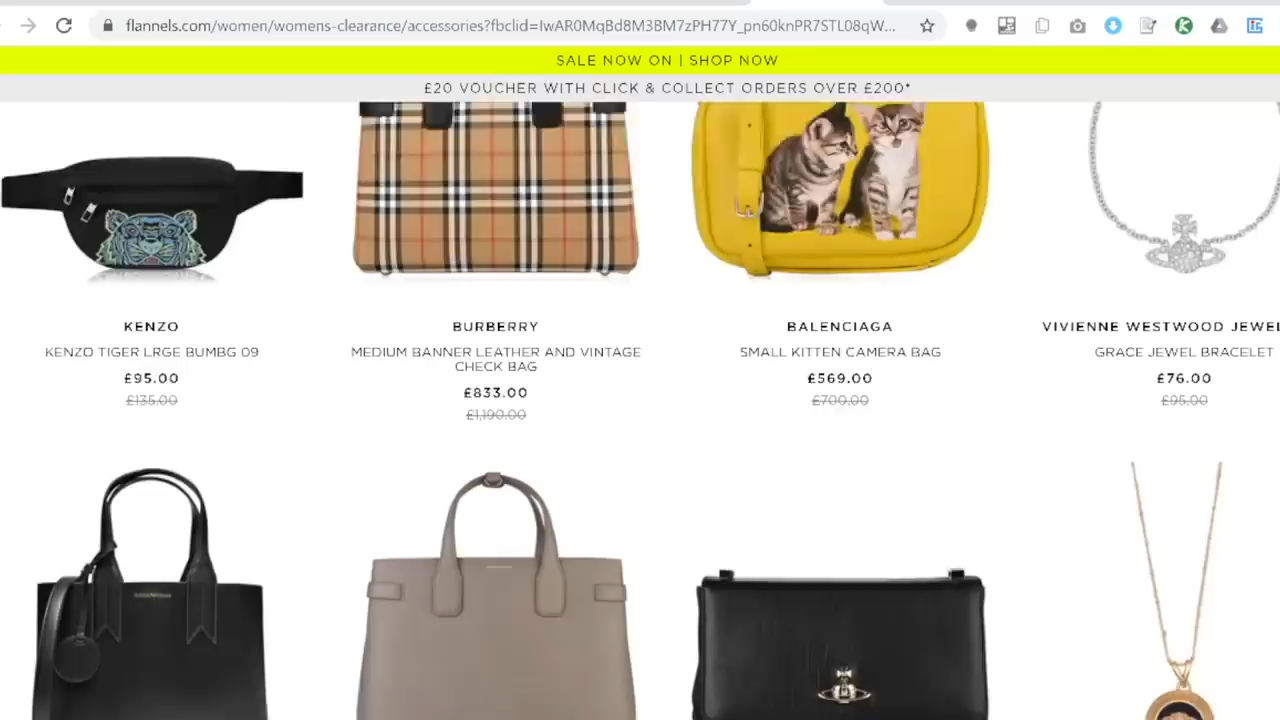 flannels.com/women/womens-clearance/accessories?fbclid=IwAR0MqBd8M3BM7zPH77Y_pn60knPR7STL08qW...
SALE NOW ON | SHOP NOW
£20 VOUCHER WITH CLICK & COLLECT ORDERS OVER £200*
KENZO
KENZO TIGER LRGE BUMBG 09
£95.00
£135.00
BURBERRY
MEDIUM BANNER LEATHER AND VINTAGE
CHECK BAG
£833.00
£1,190.00
BALENCIAGA
SMALL KITTEN CAMERA BAG
£569.00
£700.00
VIVIENNE WESTWOOD JEWEL
GRACE JEWEL BRACELET
£76.00
£95.00